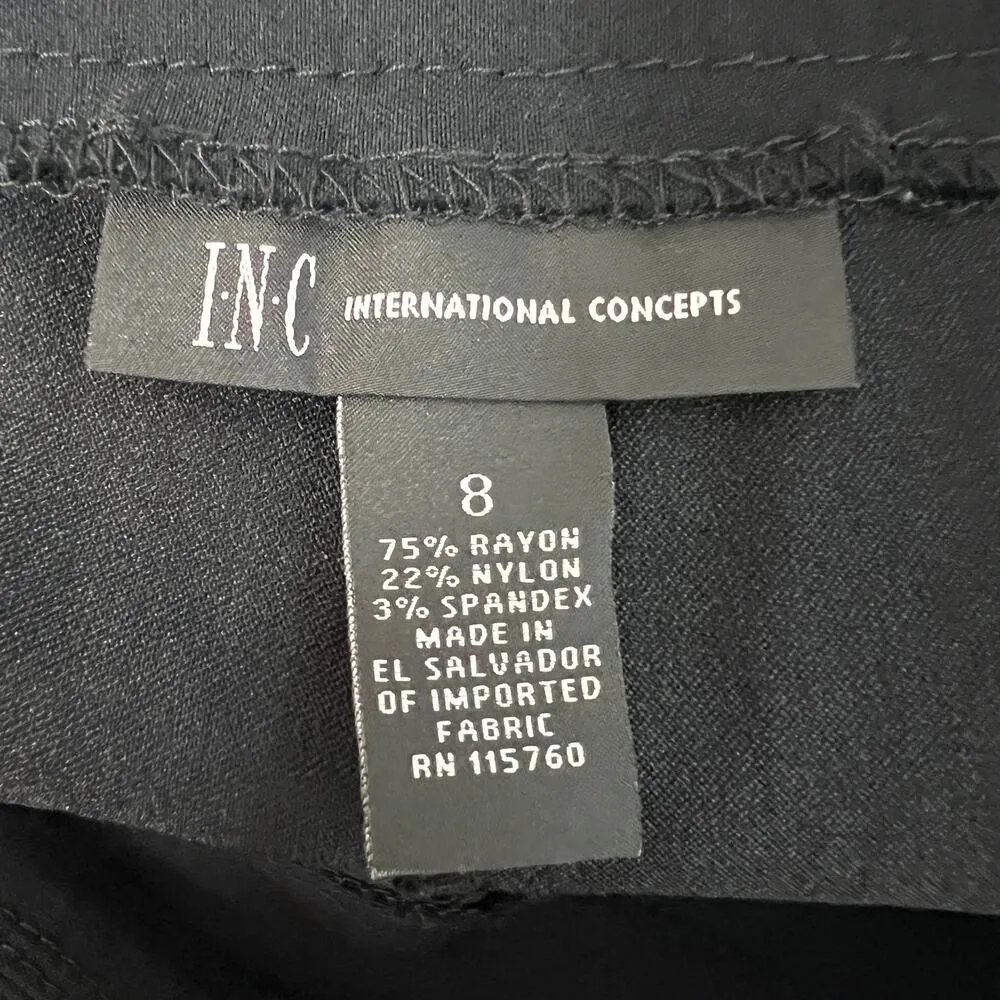 I·N·C INTERNATIONAL CONCEPTS
8
75% RAYON
22% NYLON
3% SPANDEX
MADE IN
EL SALVADOR
OF IMPORTED
FABRIC
RN 115760